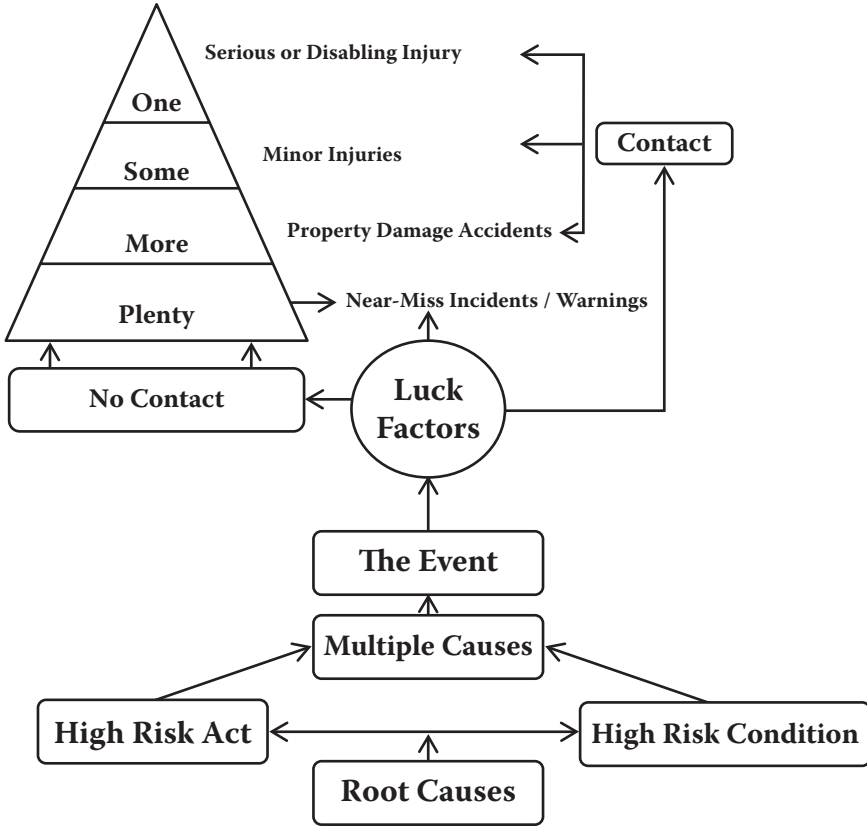 Serious or Disabling Injury
One
Contact
Minor Injuries
Some
Property Damage Accidents
More
Near-Miss Incidents / Warnings
Plenty
No Contact
Luck
Factors
The Event
Multiple Causes
High Risk Act
High Risk Condition
Root Causes